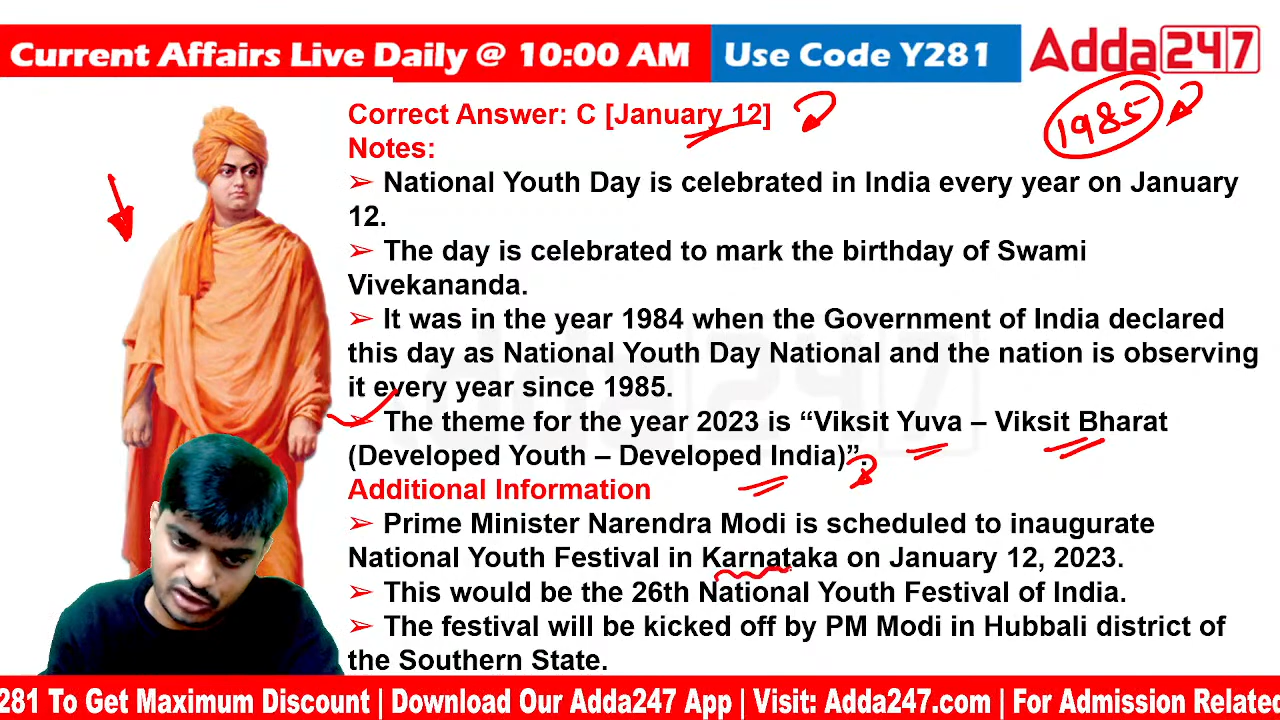 Current Affairs Live Daily @ 10:00 AM Use Code Y281 Adda247
1985
Correct Answer: C [January 12]
Notes:
➢ National Youth Day is celebrated in India every year on January
12.
➢ The day is celebrated to mark the birthday of Swami
Vivekananda.
➢ It was in the year 1984 when the Government of India declared
this day as National Youth Day National and the nation is observing
it every year since 1985.
➢ The theme for the year 2023 is “Viksit Yuva – Viksit Bharat
(Developed Youth – Developed India)”.
Additional Information
➢ Prime Minister Narendra Modi is scheduled to inaugurate
National Youth Festival in Karnataka on January 12, 2023.
➢ This would be the 26th National Youth Festival of India.
➢ The festival will be kicked off by PM Modi in Hubbali district of
the Southern State.
281 To Get Maximum Discount | Download Our Adda247 App | Visit: Adda247.com | For Admission Related